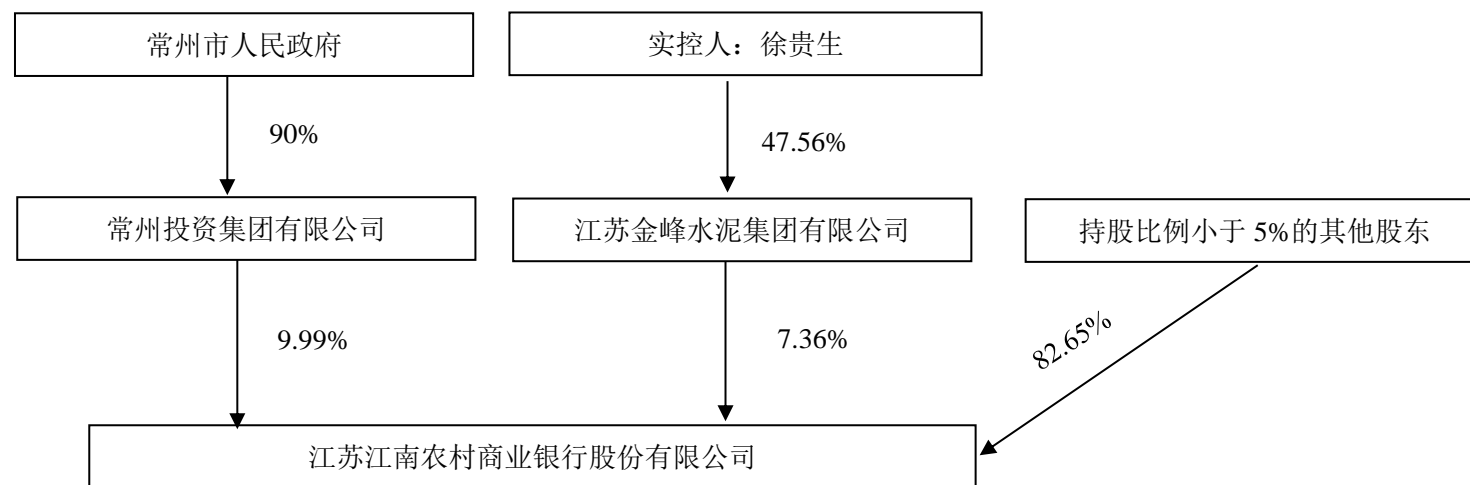 常州市人民政府
实控人：徐贵生
90%
47.56%
常州投资集团有限公司
江苏金峰水泥集团有限公司
持股比例小于 5%的其他股东
9.99%
7.36%
82.65%
江苏江南农村商业银行股份有限公司